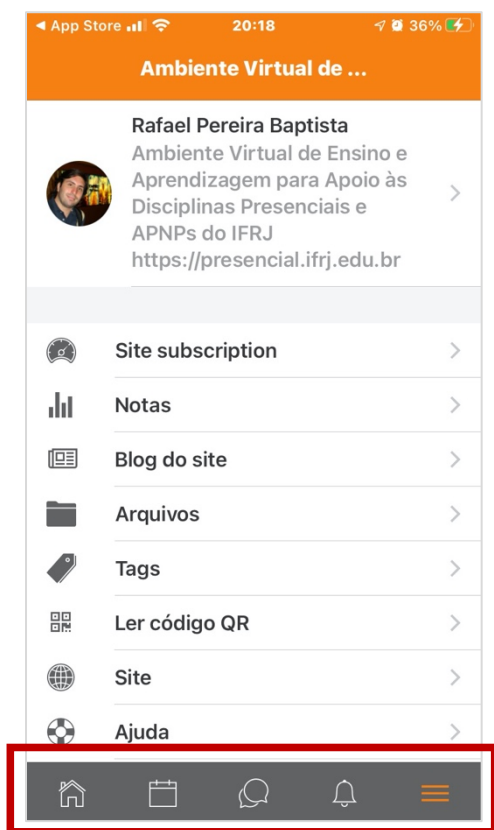 App Store 20:18 36%
Ambiente Virtual de ...
Rafael Pereira Baptista
Ambiente Virtual de Ensino e
Aprendizagem para Apoio às
Disciplinas Presenciais e
APNPs do IFRJ
https://presencial.ifrj.edu.br
Site subscription
Notas
Blog do site
Arquivos
Tags
Ler código QR
Site
Ajuda